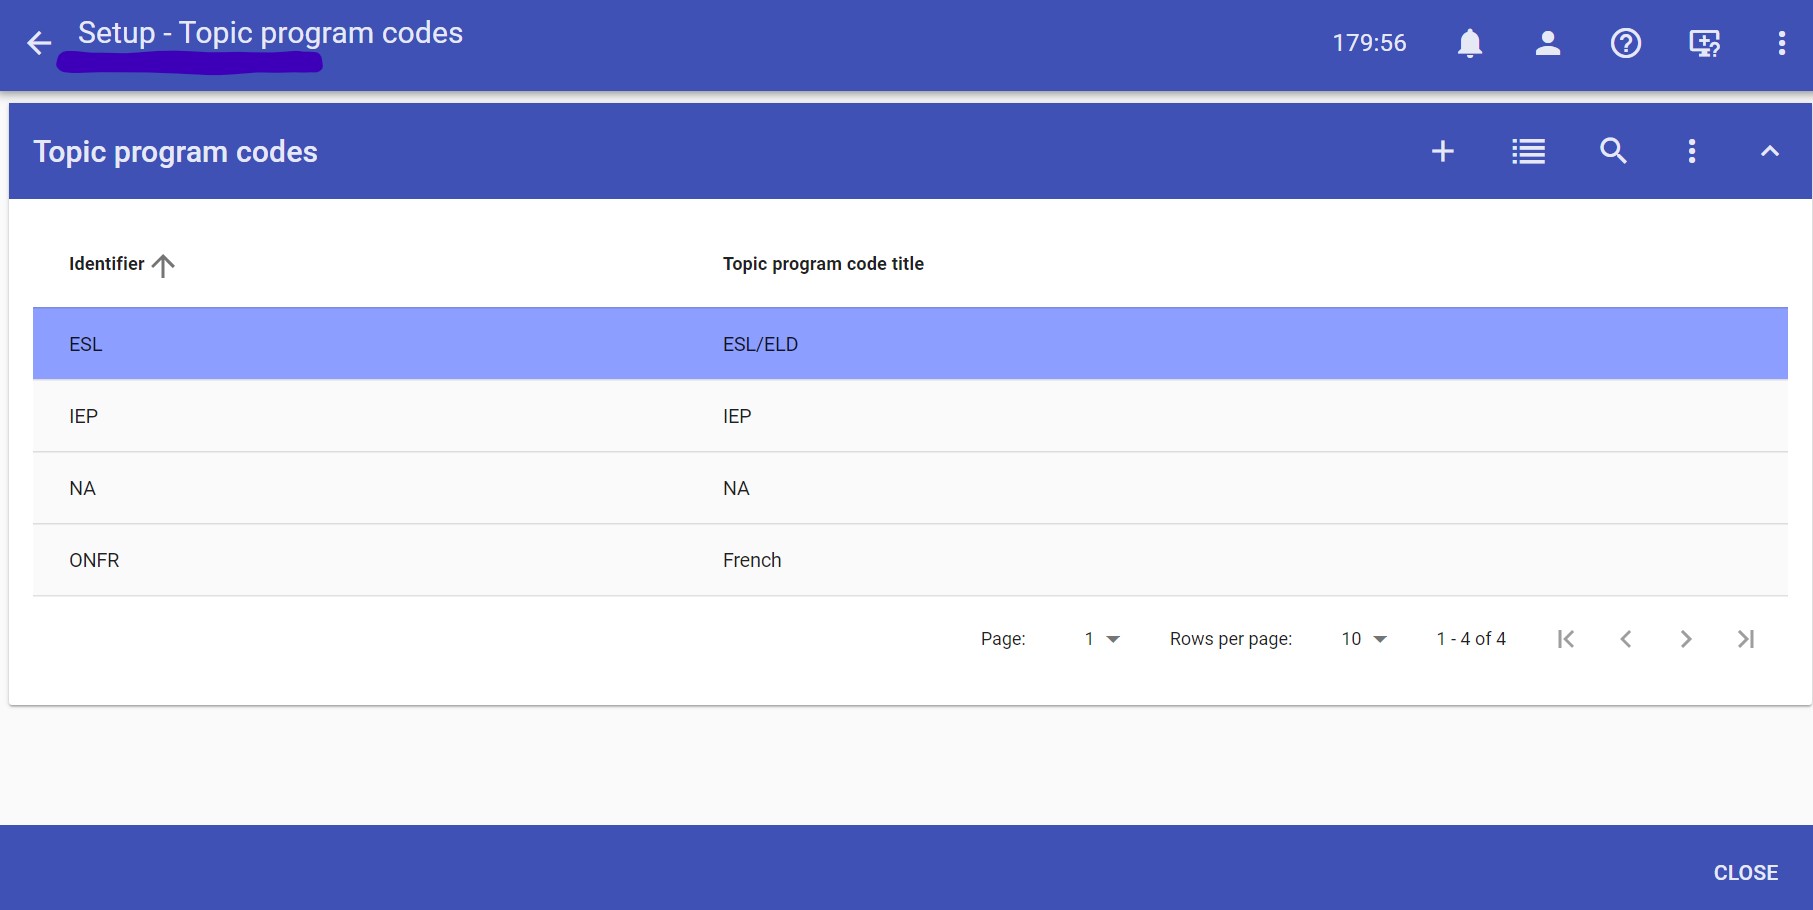 Setup - Topic program codes
179:56
Topic program codes
Identifier Topic program code title
ESL ESL/ELD
IEP IEP
NA NA
ONFR French
Page: 1 Rows per page: 10 1 - 4 of 4
CLOSE